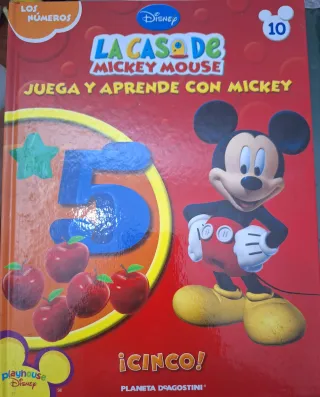 LOS
NÚMEROS
Disney
10
LA CASA DE
MICKEY MOUSE
JUEGA Y APRENDE CON MICKEY
5
¡CINCO!
playhouse
Disney
PLANETA DEAGOSTINI